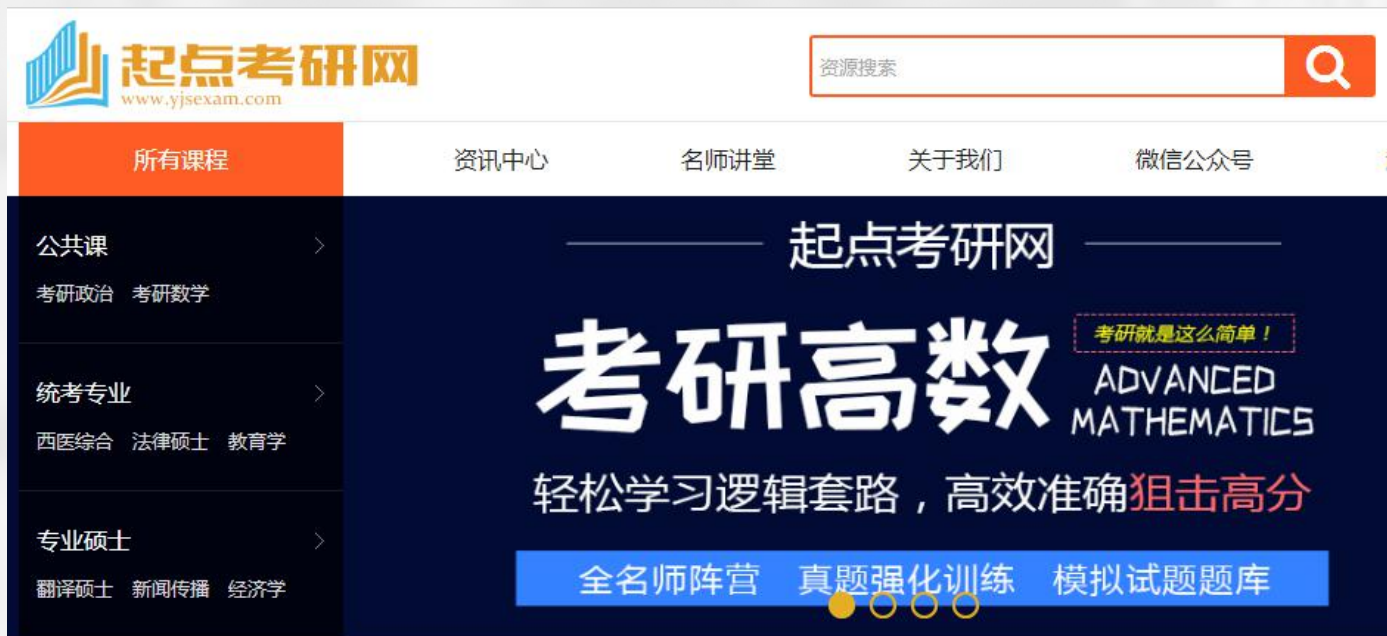 起点考研网
www.yjsexam.com
资源搜索
所有课程
资讯中心
名师讲堂
关于我们
微信公众号
公共课
考研政治 考研数学
统考专业
西医综合 法律硕士 教育学
专业硕士
翻译硕士 新闻传播 经济学
起点考研网
考研高数
考研就是这么简单！
ADVANCED
MATHEMATICS
轻松学习逻辑套路，高效准确狙击高分
全名师阵营 真题强化训练 模拟试题题库